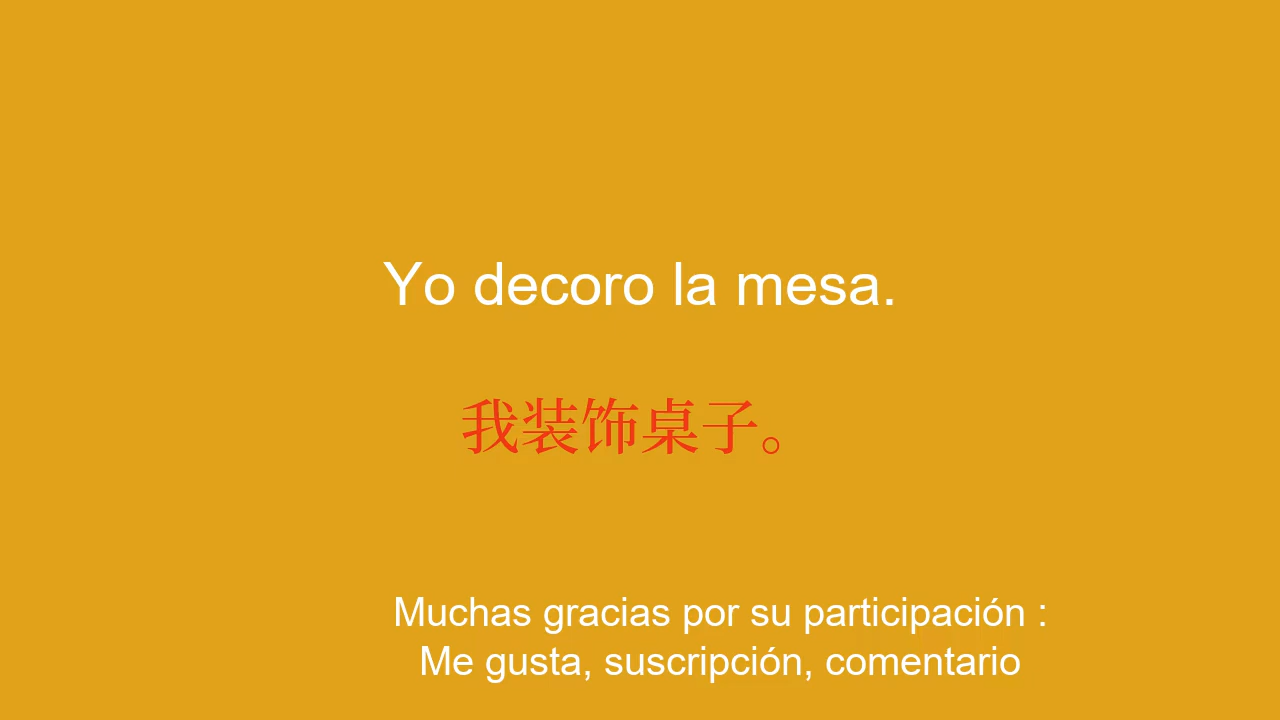 Yo decoro la mesa.
我装饰桌子。
Muchas gracias por su participación :
Me gusta, suscripción, comentario